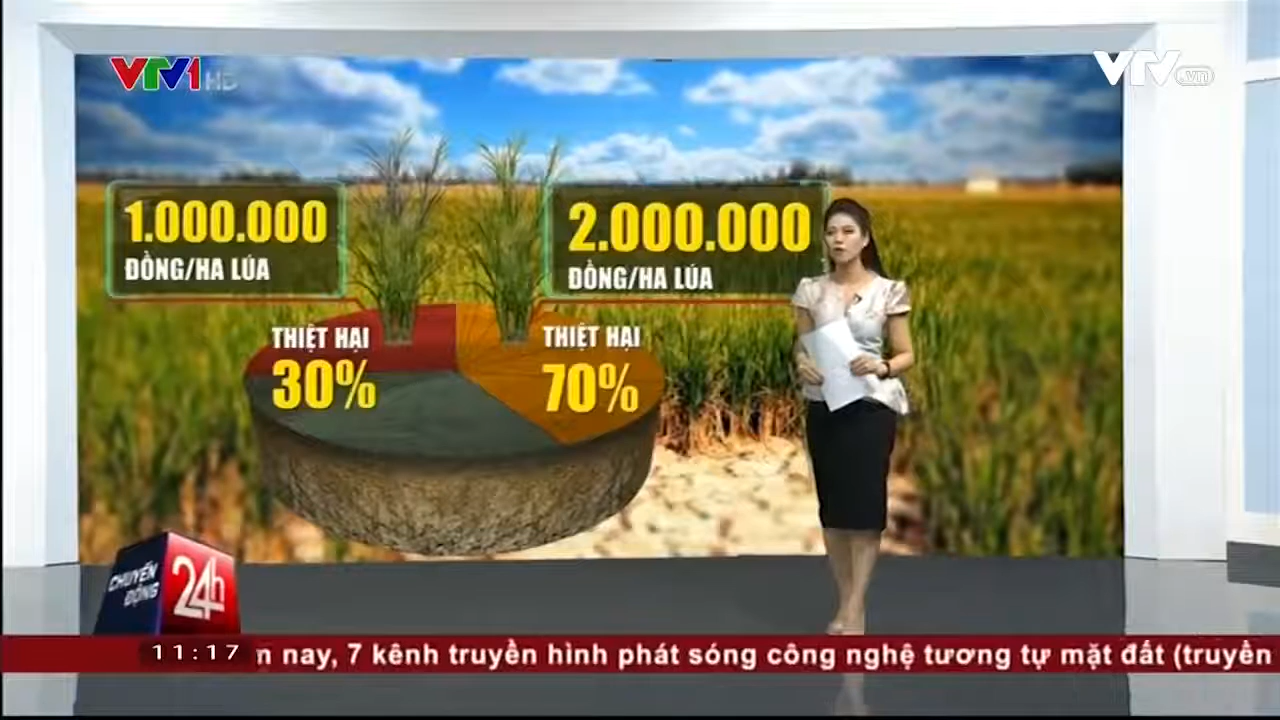 VTV1 HD
VTV.vn
1.000.000
ĐỒNG/HA LÚA
2.000.000
ĐỒNG/HA LÚA
THIỆT HẠI
30%
THIỆT HẠI
70%
CHUYỂN
ĐỘNG
24h
11:17
nay, 7 kênh truyền hình phát sóng công nghệ tương tự mặt đất (truyền